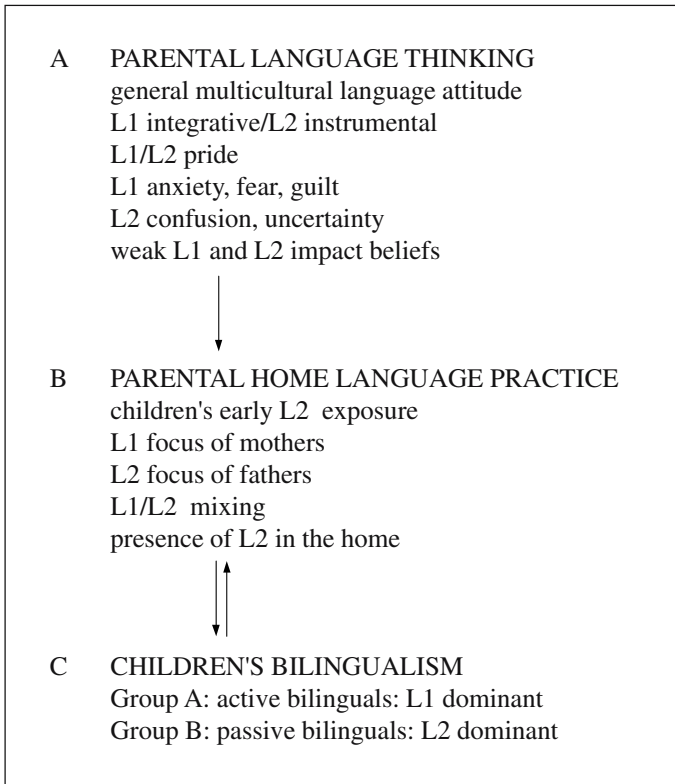 A PARENTAL LANGUAGE THINKING
general multicultural language attitude
L1 integrative/L2 instrumental
L1/L2 pride
L1 anxiety, fear, guilt
L2 confusion, uncertainty
weak L1 and L2 impact beliefs
B PARENTAL HOME LANGUAGE PRACTICE
children's early L2 exposure
L1 focus of mothers
L2 focus of fathers
L1/L2 mixing
presence of L2 in the home
C CHILDREN'S BILINGUALISM
Group A: active bilinguals: L1 dominant
Group B: passive bilinguals: L2 dominant